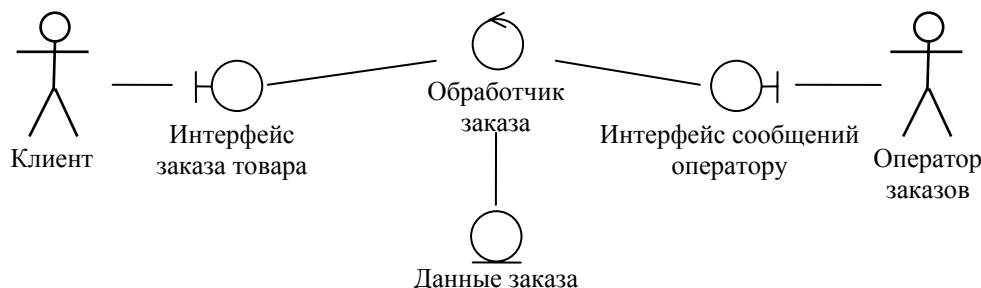 Клиент
Интерфейс
заказа товара
Обработчик
заказа
Интерфейс сообщений
оператору
Оператор
заказов
Данные заказа